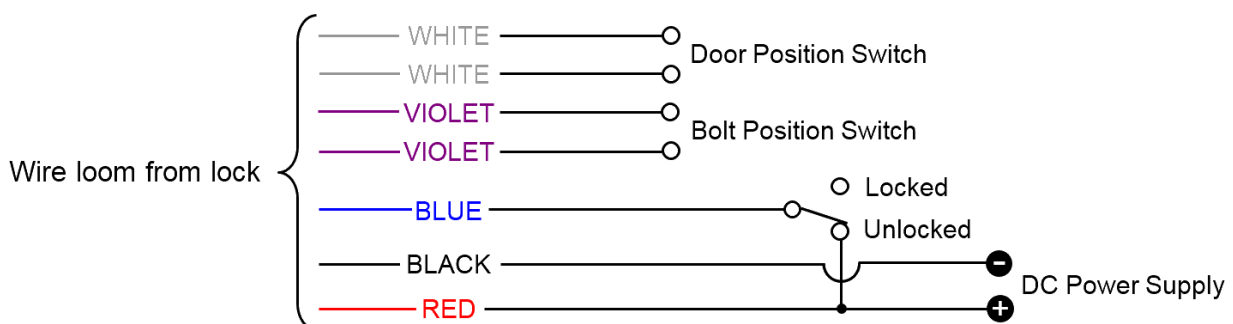 WHITE
Door Position Switch
WHITE
VIOLET
Bolt Position Switch
VIOLET
Wire loom from lock
Locked
BLUE
Unlocked
BLACK
-
DC Power Supply
RED
+